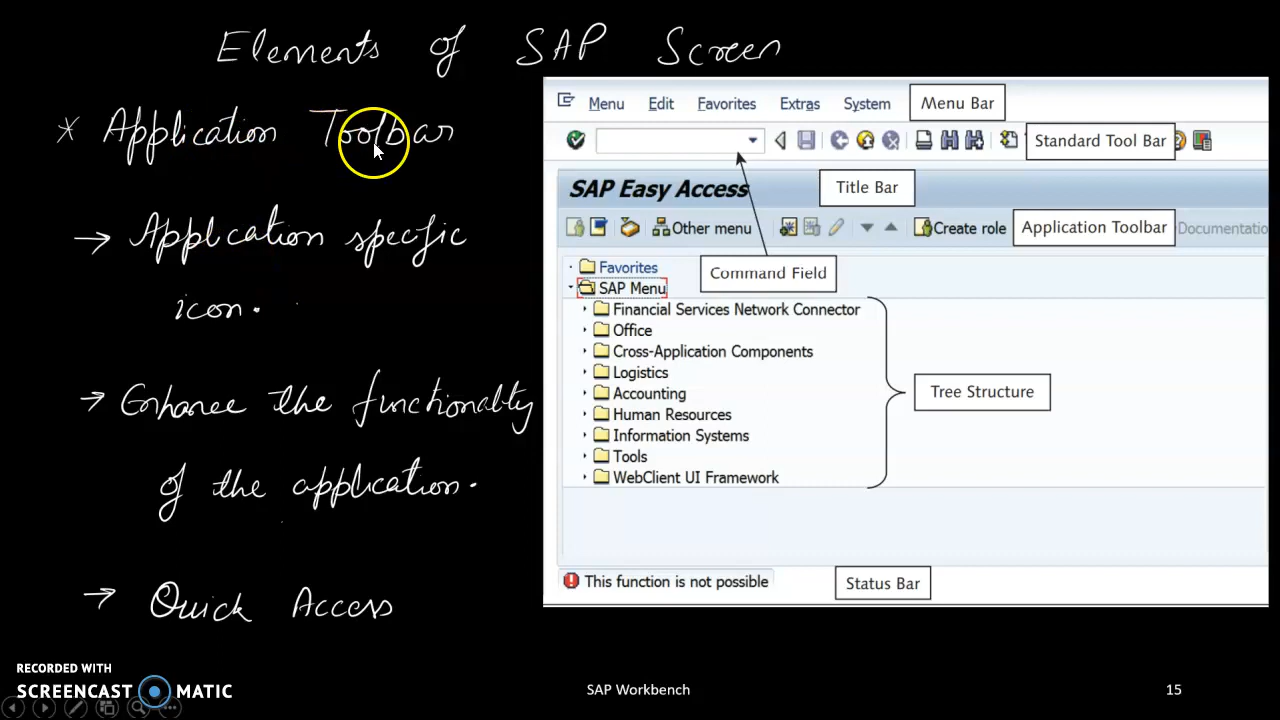 Elements of SAP Screen
* Application Toolbar
→ Application specific
icon.
→ Enhance the functionality
of the application.
→ Quick Access
Menu Edit Favorites Extras System Menu Bar
Standard Tool Bar
SAP Easy Access Title Bar
Other menu Create role Application Toolbar Documentatio
Command Field
Favorites
SAP Menu
Financial Services Network Connector
Office
Cross-Application Components
Logistics
Accounting
Human Resources
Information Systems
Tools
WebClient UI Framework
Tree Structure
This function is not possible Status Bar
RECORDED WITH
SCREENCAST MATIC
SAP Workbench
15